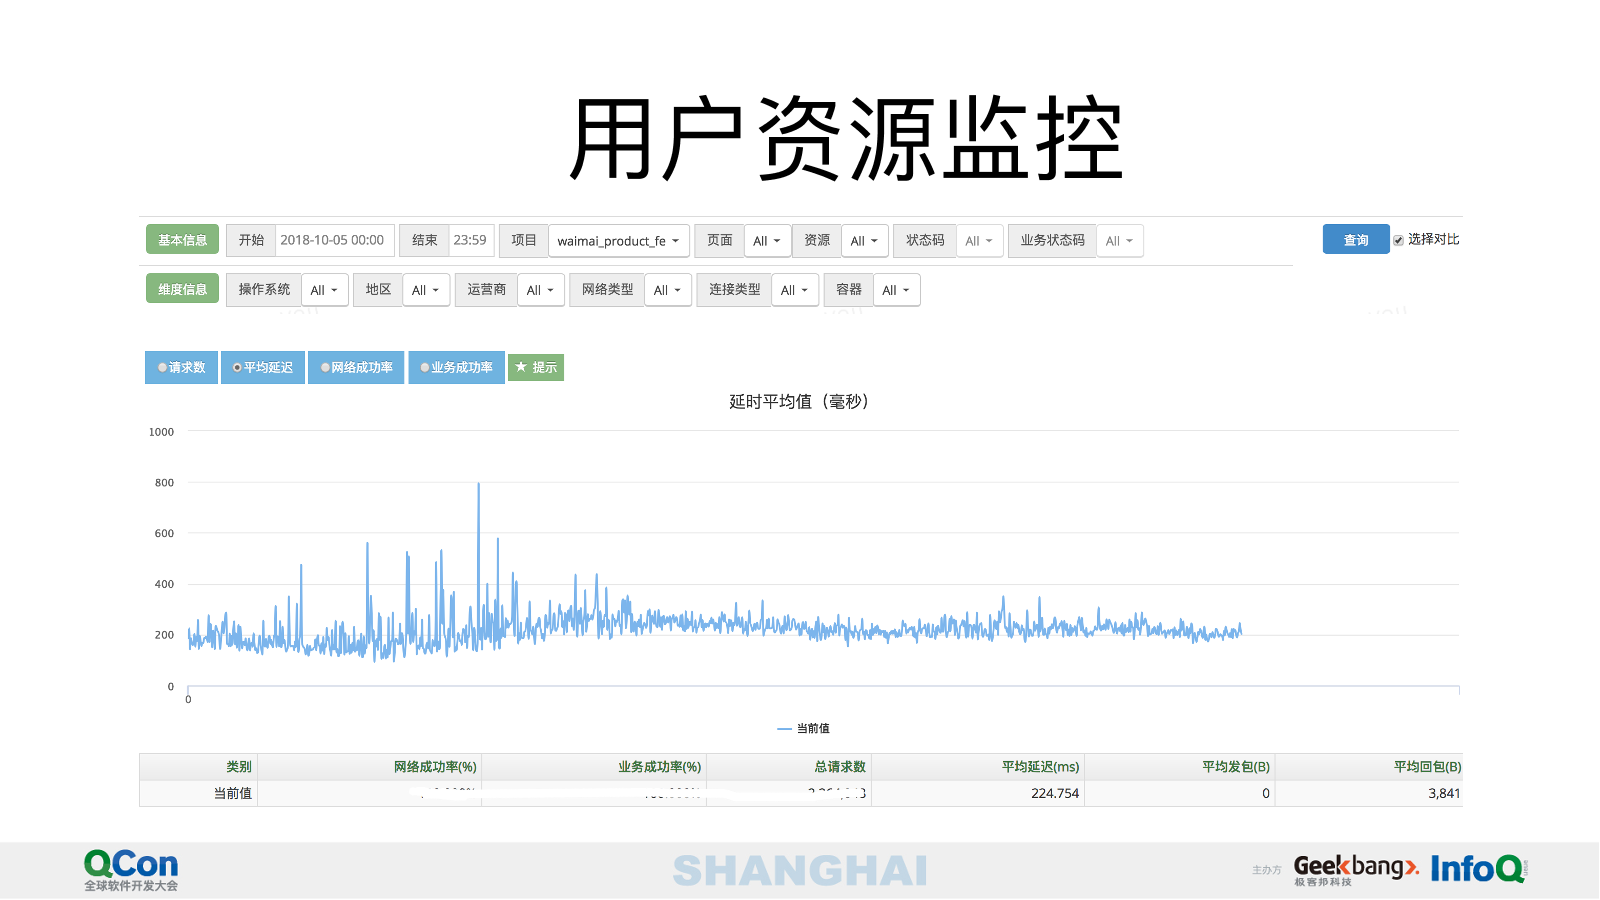 用户资源监控
基本信息 开始 2018-10-05 00:00 结束 23:59 项目 waimai_product_fe 页面 All 资源 All 状态码 All 业务状态码 All 查询 选择对比
维度信息 操作系统 All 地区 All 运营商 All 网络类型 All 连接类型 All 容器 All
请求数 平均延迟 网络成功率 业务成功率 提示
延时平均值（毫秒）
1000
800
600
400
200
0
0
当前值
类别 网络成功率(%) 业务成功率(%) 总请求数 平均延迟(ms) 平均发包(B) 平均回包(B)
当前值 224.754 0 3,841
QCon
全球软件开发大会
SHANGHAI
主办方 Geekbang 极客邦科技 InfoQ